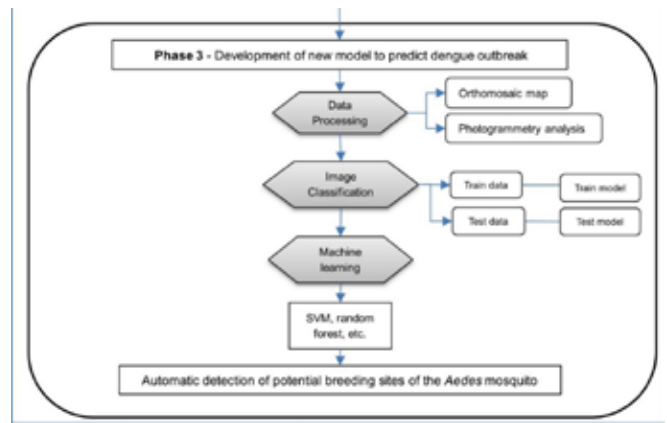 Phase 3 - Development of new model to predict dengue outbreak
Data
Processing
Orthomosaic map
Photogrammetry analysis
Image
Classification
Train data
Train model
Test data
Test model
Machine
learning
SVM, random
forest, etc.
Automatic detection of potential breeding sites of the Aedes mosquito